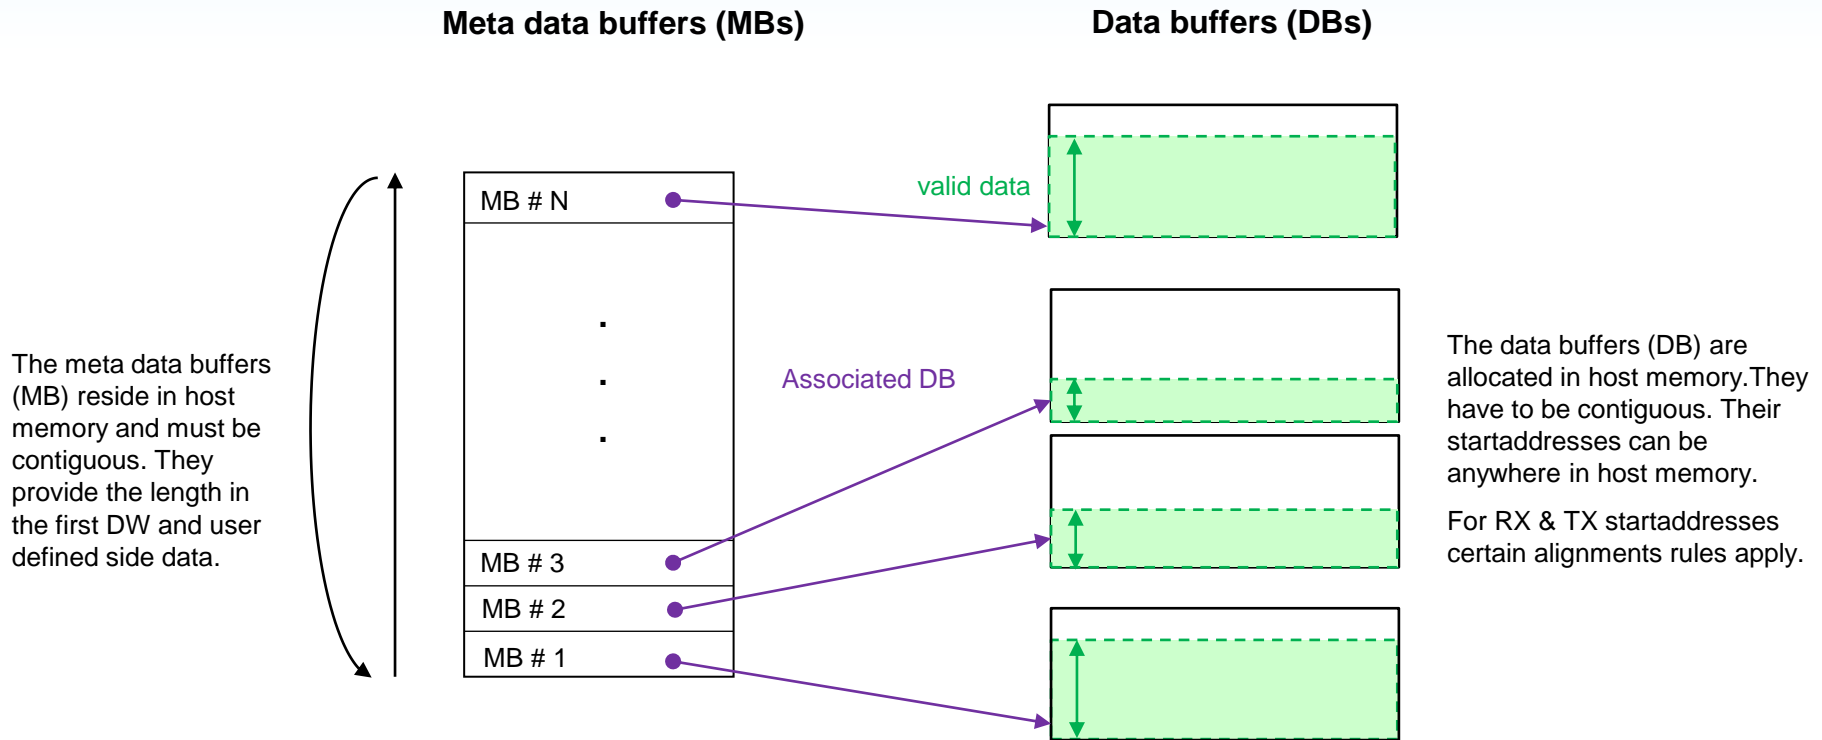 Meta data buffers (MBs)
Data buffers (DBs)
The meta data buffers
(MB) reside in host
memory and must be
contiguous. They
provide the length in
the first DW and user
defined side data.
MB # N
.
.
.
MB # 3
MB # 2
MB # 1
valid data
Associated DB
The data buffers (DB) are
allocated in host memory.They
have to be contiguous. Their
startaddresses can be
anywhere in host memory.
For RX & TX startaddresses
certain alignments rules apply.